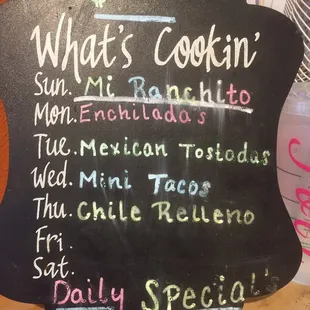 What's Cookin'
Sun. Mi Ranchito
Mon. Enchilada's
Tue. Mexican Tostadas
Wed. Mini Tacos
Thu. Chile Relleno
Fri.
Sat.
Daily Special's